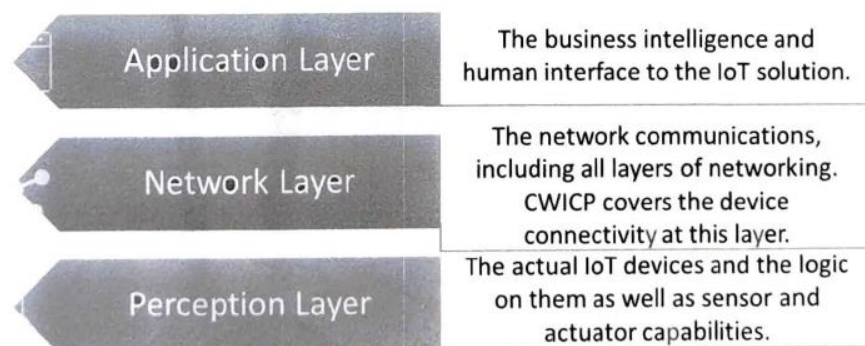 Application Layer
The business intelligence and
human interface to the IoT solution.
Network Layer
The network communications,
including all layers of networking.
CWICP covers the device
connectivity at this layer.
Perception Layer
The actual IoT devices and the logic
on them as well as sensor and
actuator capabilities.